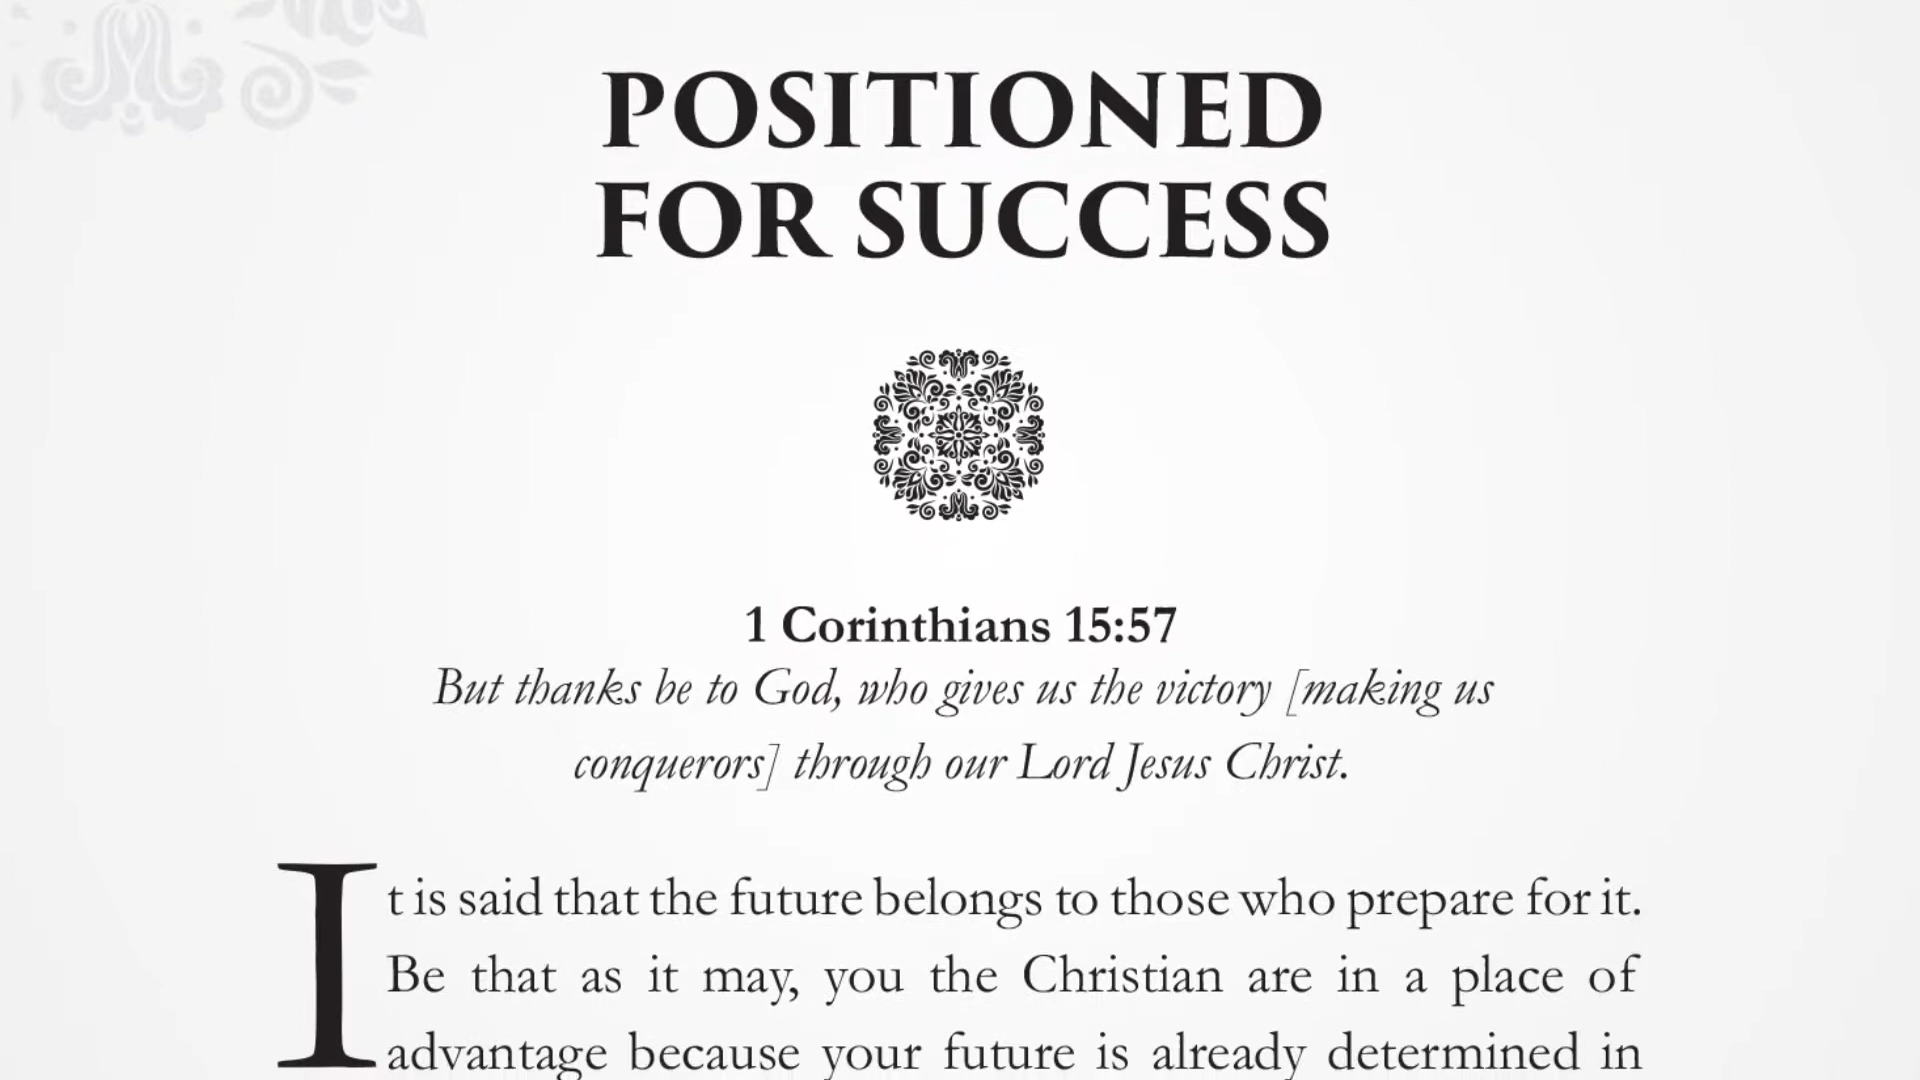 POSITIONED
FOR SUCCESS
1 Corinthians 15:57
But thanks be to God, who gives us the victory [making us
conquerors] through our Lord Jesus Christ.
It is said that the future belongs to those who prepare for it.
Be that as it may, you the Christian are in a place of
advantage because your future is already determined in